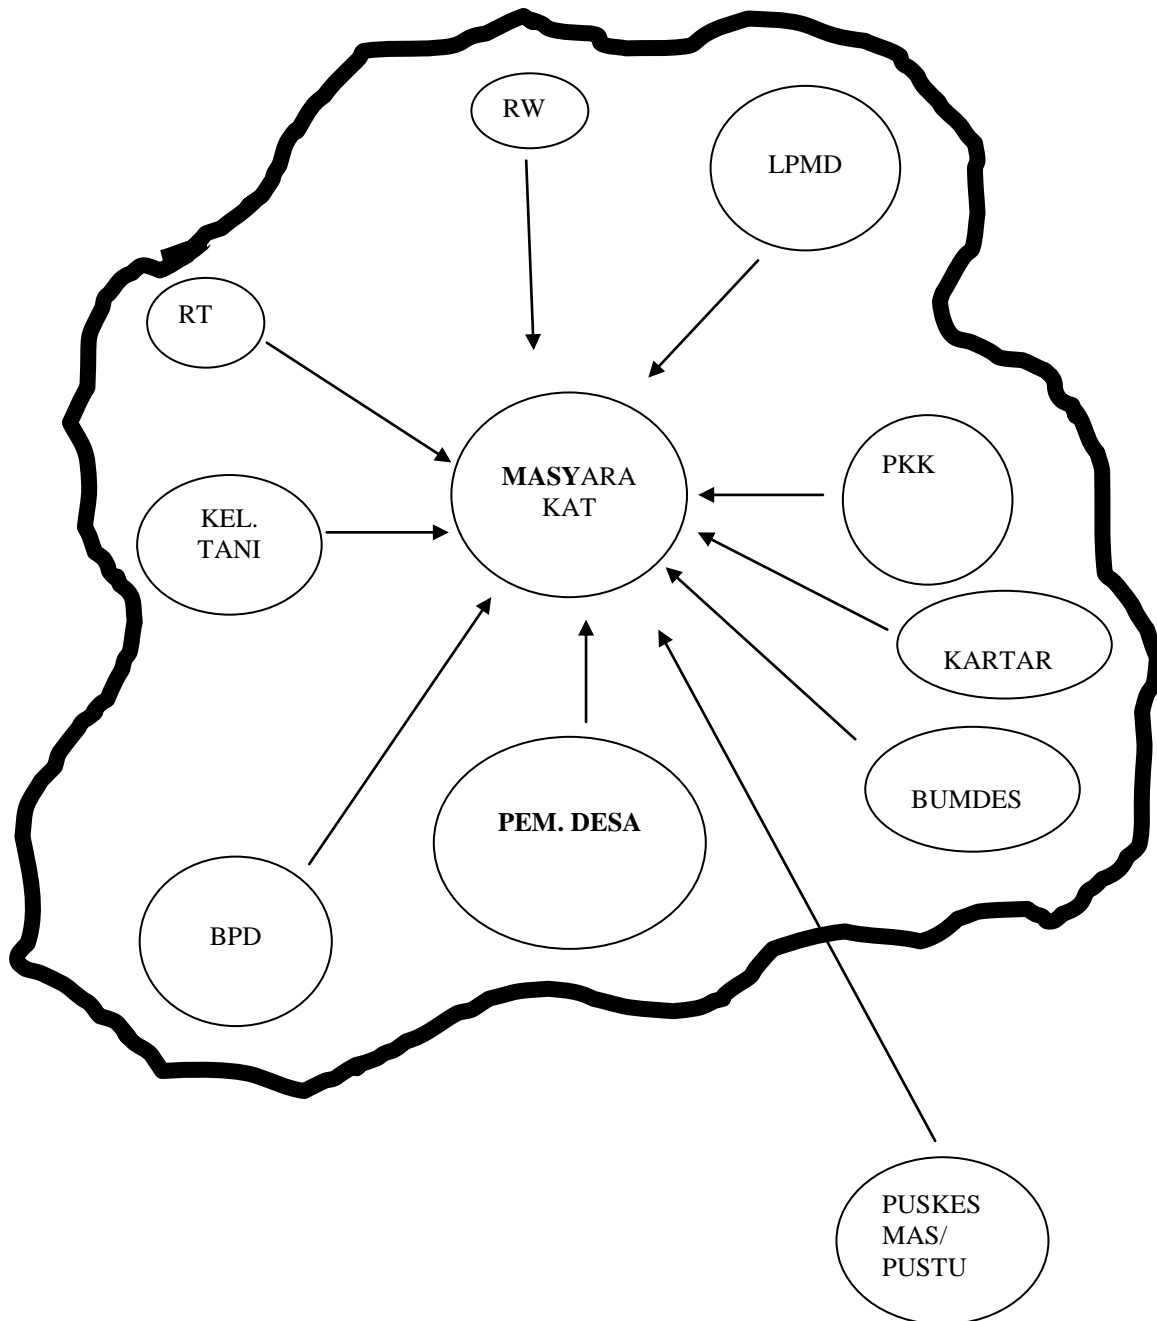 RW
LPMD
RT
MASYARA
KAT
PKK
KEL.
TANI
KARTAR
BUMDES
PEM. DESA
BPD
PUSKES
MAS/
PUSTU